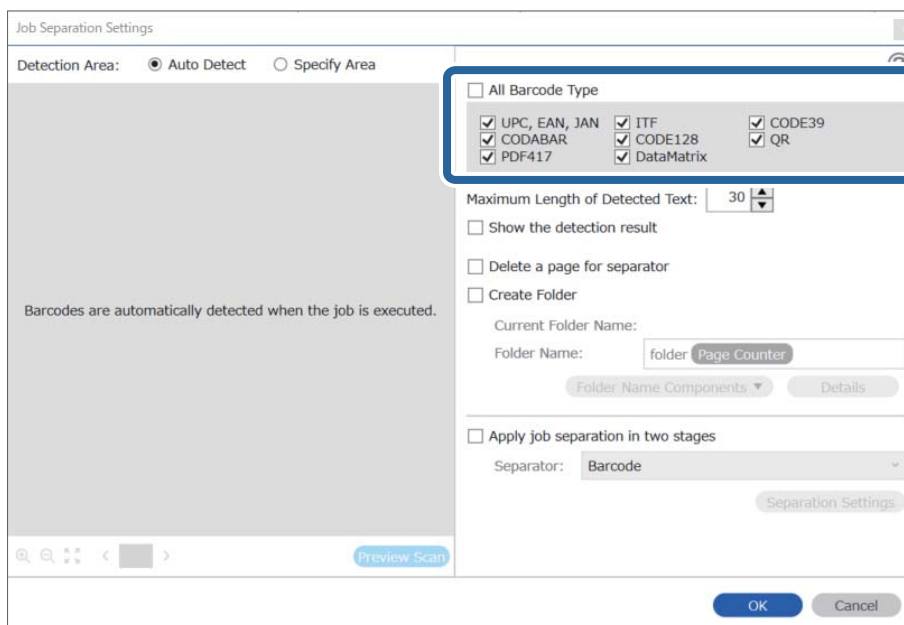 Job Separation Settings
Detection Area: Auto Detect Specify Area
Barcodes are automatically detected when the job is executed.
Preview Scan
All Barcode Type
UPC, EAN, JAN ITF CODE39
CODABAR CODE128 QR
PDF417 DataMatrix
Maximum Length of Detected Text: 30
Show the detection result
Delete a page for separator
Create Folder
Current Folder Name:
Folder Name: folder Page Counter
Folder Name Components Details
Apply job separation in two stages
Separator: Barcode
Separation Settings
OK Cancel